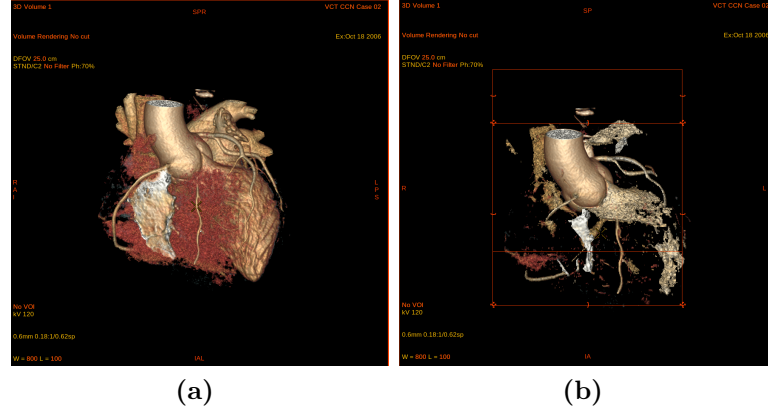 3D Volume 1
VCT CCN Case 02
SPR
Volume Rendering No cut
Ex:Oct 18 2006
DFOV 25.0 cm
STND/C2 No Filter Ph:70%
R
A
I
L
P
S
No VOI
kV 120
0.6mm 0.18:1/0.62sp
W = 800 L = 100
IAL
(a)
3D Volume 1
VCT CCN Case 02
SP
Volume Rendering No cut
Ex:Oct 18 2006
DFOV 25.0 cm
STND/C2 No Filter Ph:70%
R
L
No VOI
kV 120
0.6mm 0.18:1/0.62sp
W = 800 L = 100
IA
(b)